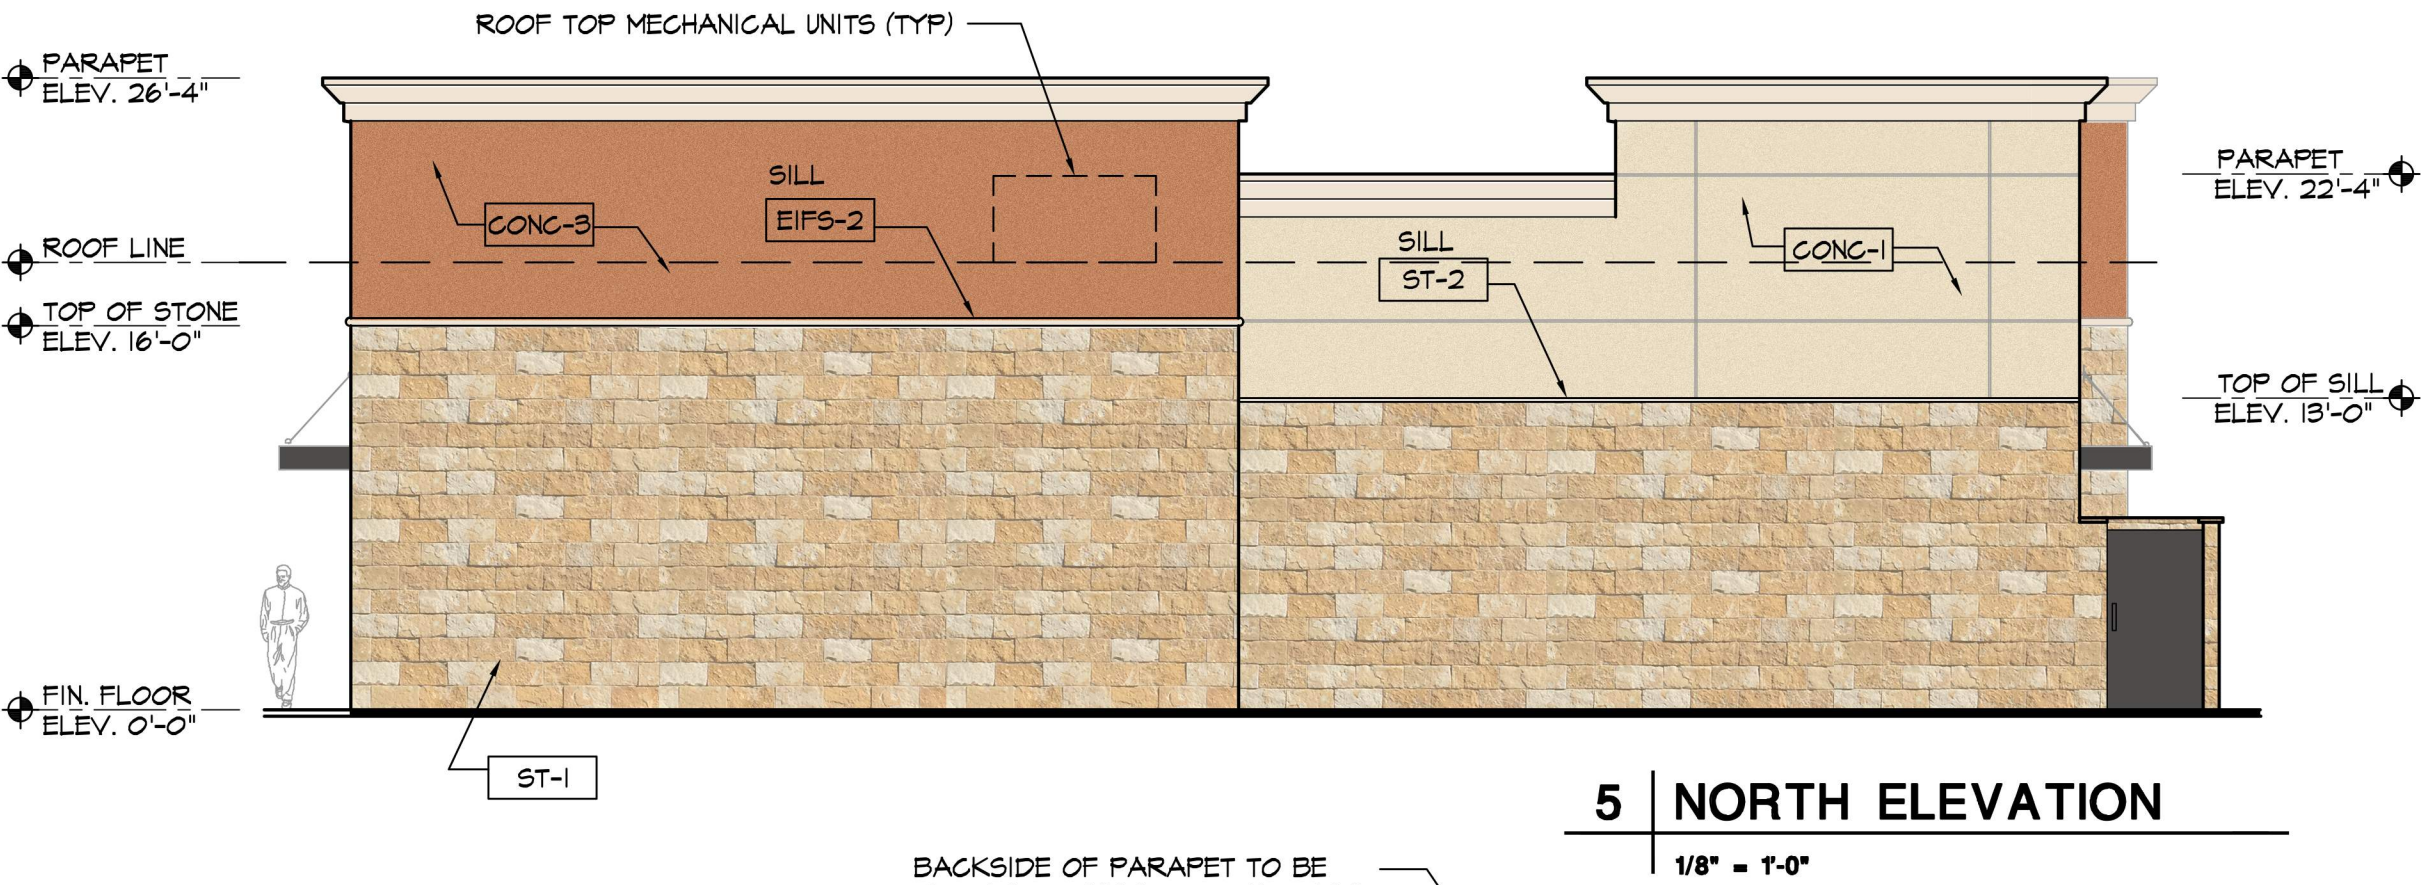 ROOF TOP MECHANICAL UNITS (TYP)
PARAPET
ELEV. 26'-4"
PARAPET
ELEV. 22'-4"
SILL
EIFS-2
CONC-3
SILL
ST-2
CONC-1
ROOF LINE
TOP OF STONE
ELEV. 16'-0"
TOP OF SILL
ELEV. 13'-0"
FIN. FLOOR
ELEV. 0'-0"
ST-1
5 NORTH ELEVATION
1/8" = 1'-0"
BACKSIDE OF PARAPET TO BE